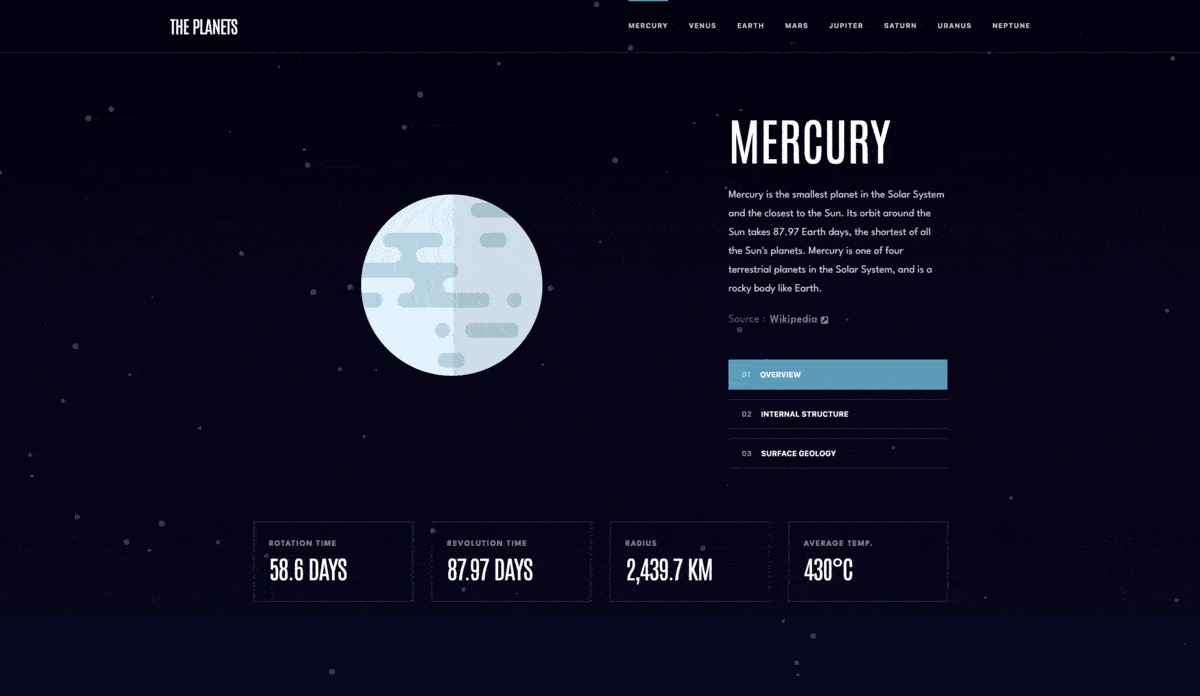 THE PLANETS
MERCURY VENUS EARTH MARS JUPITER SATURN URANUS NEPTUNE
MERCURY
Mercury is the smallest planet in the Solar System
and the closest to the Sun. Its orbit around the
Sun takes 87.97 Earth days, the shortest of all
the Sun's planets. Mercury is one of four
terrestrial planets in the Solar System, and is a
rocky body like Earth.
Source : Wikipedia
01 OVERVIEW
02 INTERNAL STRUCTURE
03 SURFACE GEOLOGY
ROTATION TIME
58.6 DAYS
REVOLUTION TIME
87.97 DAYS
RADIUS
2,439.7 KM
AVERAGE TEMP.
430°C